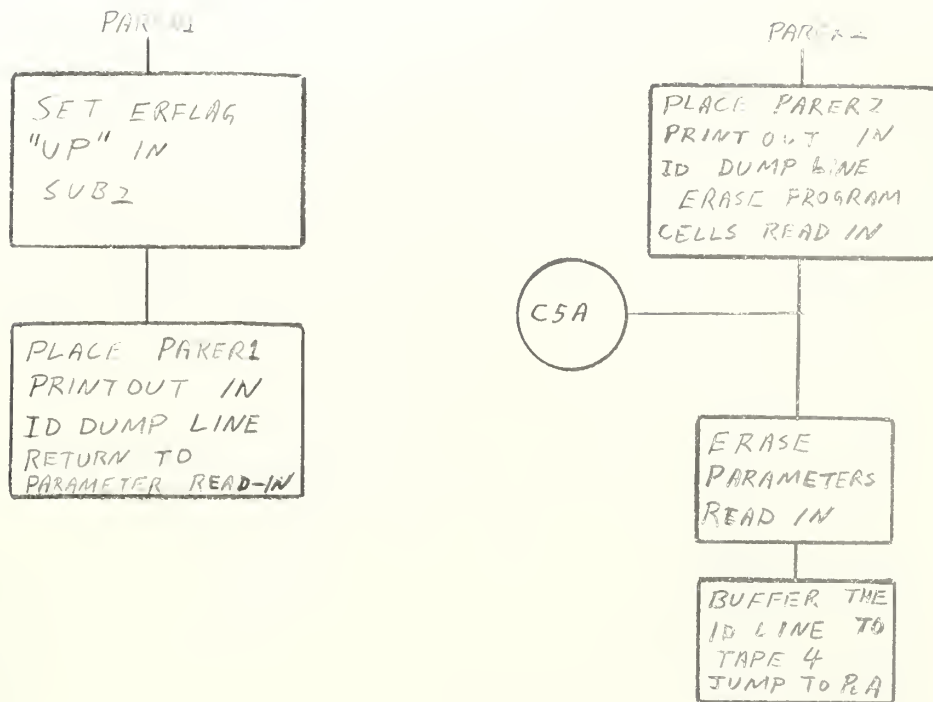 SET ERFLAG
"UP" IN
SUB2
PLACE PARER1
PRINTOUT IN
ID DUMP LINE
RETURN TO
PARAMETER READ-IN
PLACE PARER2
PRINT OUT IN
ID DUMP LINE
ERASE PROGRAM
CELLS READ IN
C5A
ERASE
PARAMETERS
READ IN
BUFFER THE
ID LINE TO
TAPE 4
JUMP TO